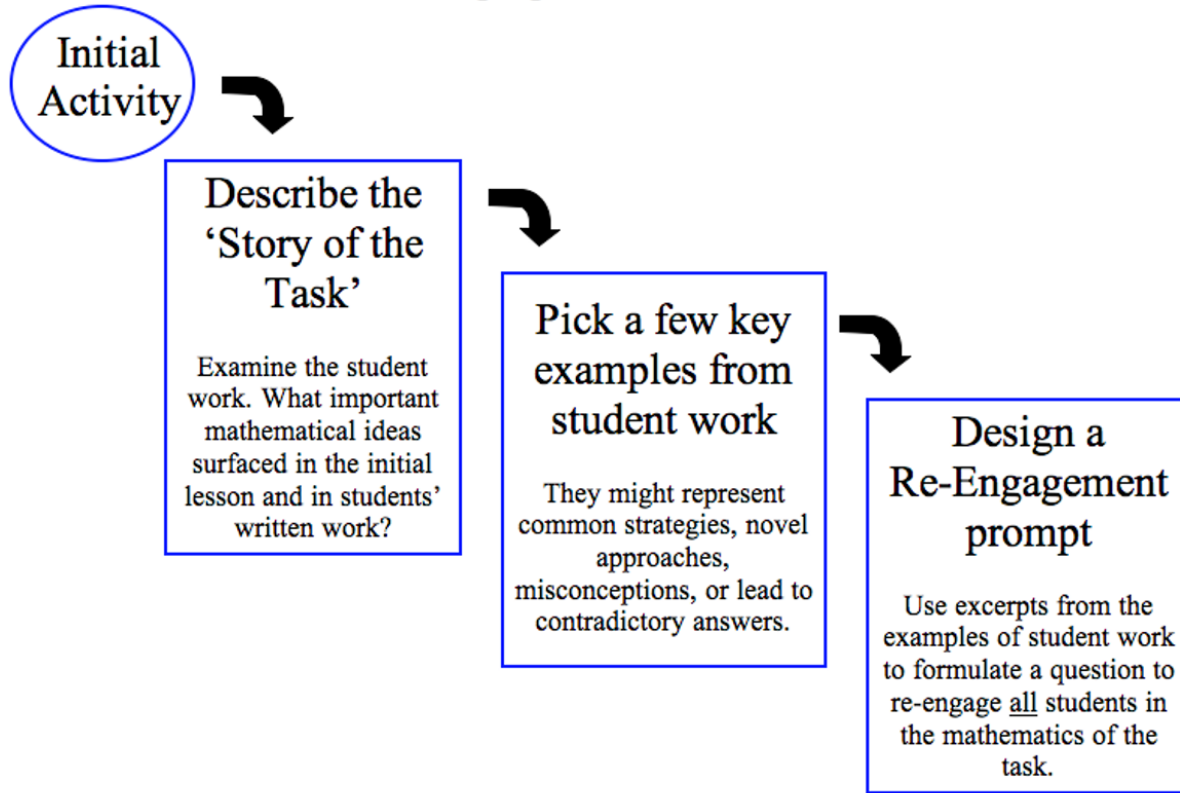 Initial
Activity
Describe the
‘Story of the
Task’
Examine the student
work. What important
mathematical ideas
surfaced in the initial
lesson and in students’
written work?
Pick a few key
examples from
student work
They might represent
common strategies, novel
approaches,
misconceptions, or lead to
contradictory answers.
Design a
Re-Engagement
prompt
Use excerpts from the
examples of student work
to formulate a question to
re-engage all students in
the mathematics of the
task.